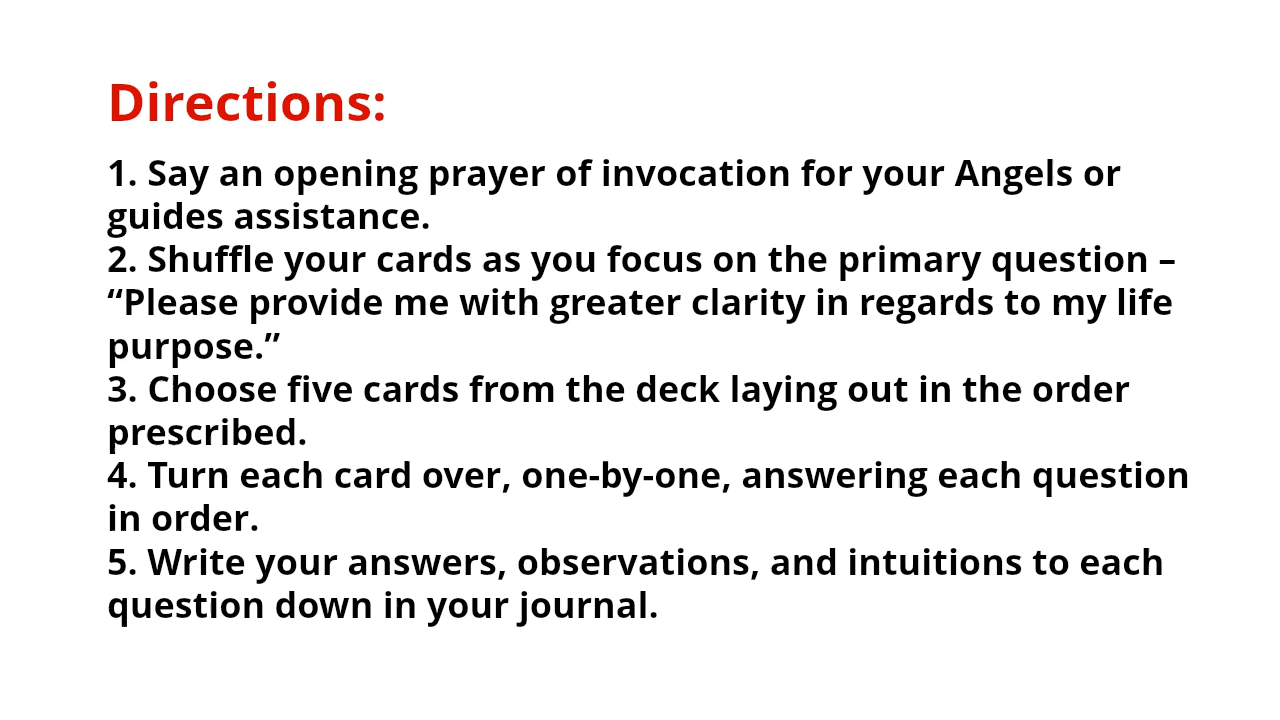 Directions:
1. Say an opening prayer of invocation for your Angels or
guides assistance.
2. Shuffle your cards as you focus on the primary question –
“Please provide me with greater clarity in regards to my life
purpose.”
3. Choose five cards from the deck laying out in the order
prescribed.
4. Turn each card over, one-by-one, answering each question
in order.
5. Write your answers, observations, and intuitions to each
question down in your journal.